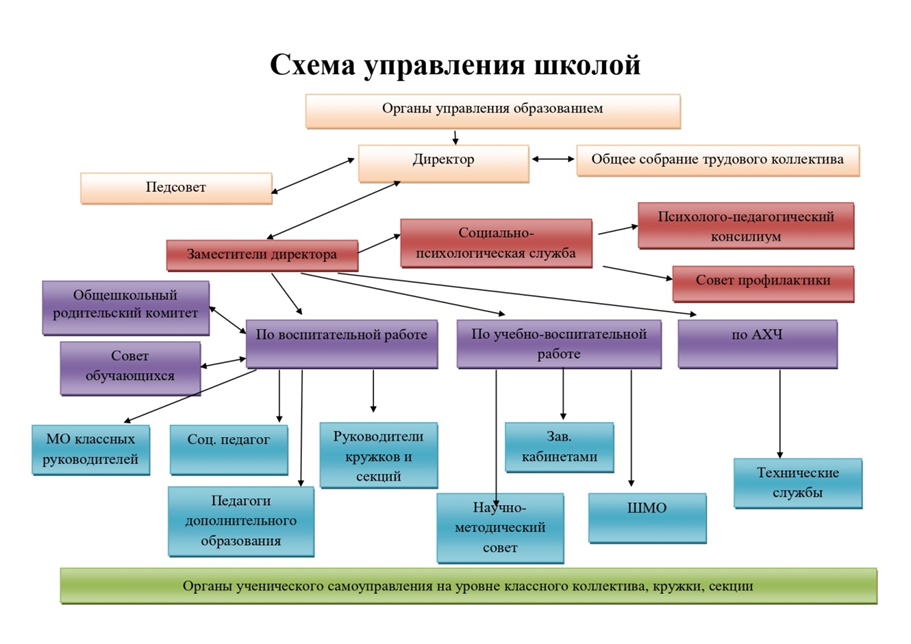 Схема управления школой
Органы управления образованием
Директор
Общее собрание трудового коллектива
Педсовет
Психолого-педагогический
консилиум
Социально-
психологическая служба
Заместители директора
Совет профилактики
Общешкольный
родительский комитет
По воспитательной работе
По учебно-воспитательной
работе
по АХЧ
Совет
обучающихся
МО классных
руководителей
Соц. педагог
Руководители
кружков и
секций
Зав.
кабинетами
Технические
службы
Педагоги
дополнительного
образования
Научно-
методический
совет
ШМО
Органы ученического самоуправления на уровне классного коллектива, кружки, секции